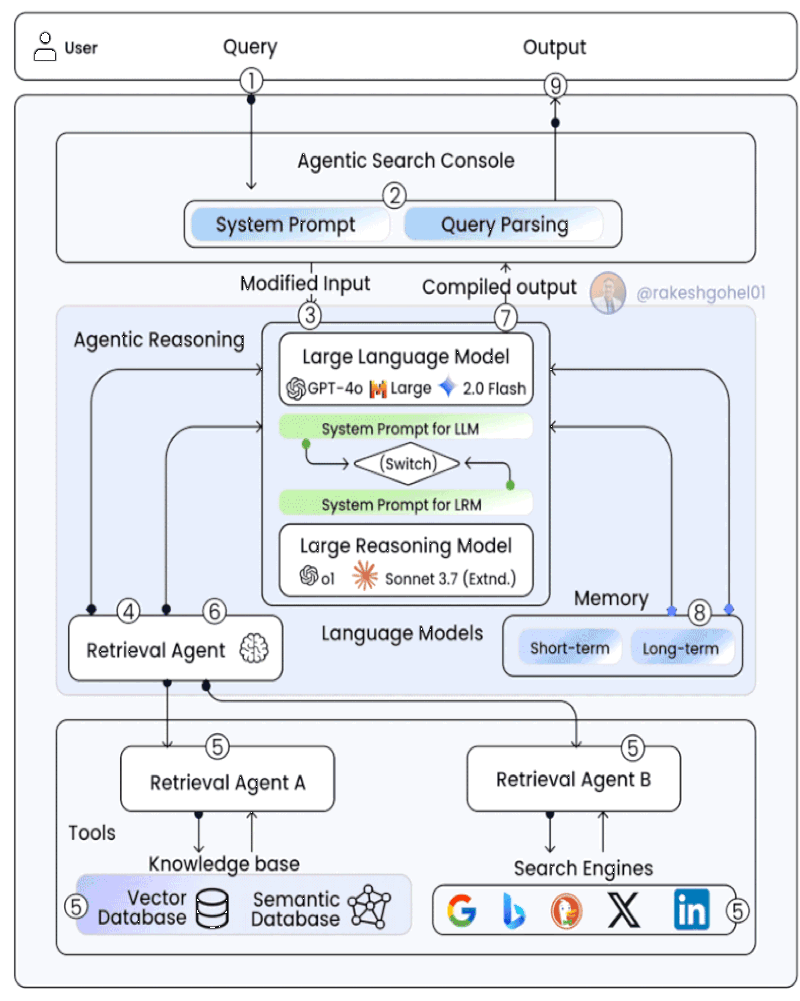 User
Query
Output
1
9
Agentic Search Console
2
System Prompt
Query Parsing
Modified Input
Compiled output
@rakeshgohel01
3
7
Agentic Reasoning
Large Language Model
GPT-4o
Large
2.0 Flash
System Prompt for LLM
(Switch)
System Prompt for LRM
Large Reasoning Model
o1
Sonnet 3.7 (Extnd.)
Memory
4
6
8
Language Models
Retrieval Agent
Short-term
Long-term
5
5
Retrieval Agent A
Retrieval Agent B
Tools
Knowledge base
Search Engines
5
Vector
Database
Semantic
Database
G
b
X
in
5